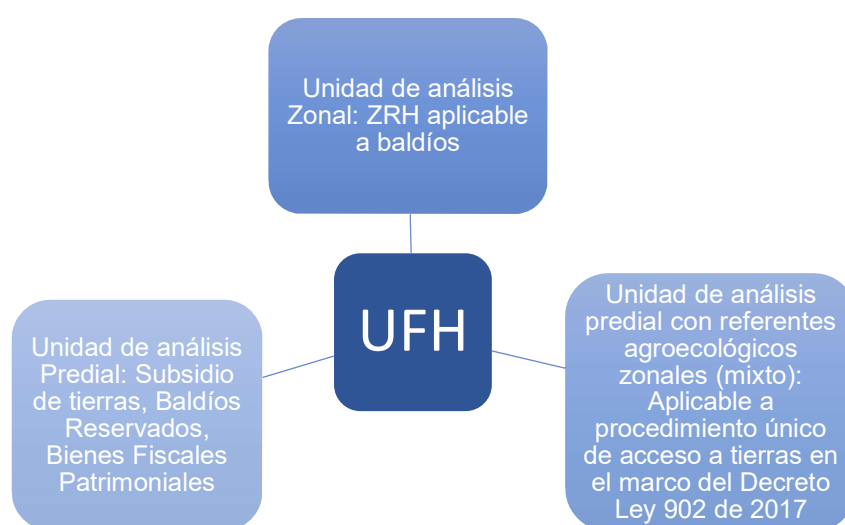 Unidad de análisis
Zonal: ZRH aplicable
a baldíos
UFH
Unidad de análisis
Predial: Subsidio
de tierras, Baldíos
Reservados,
Bienes Fiscales
Patrimoniales
Unidad de análisis
predial con referentes
agroecológicos
zonales (mixto):
Aplicable a
procedimiento único
de acceso a tierras en
el marco del Decreto
Ley 902 de 2017